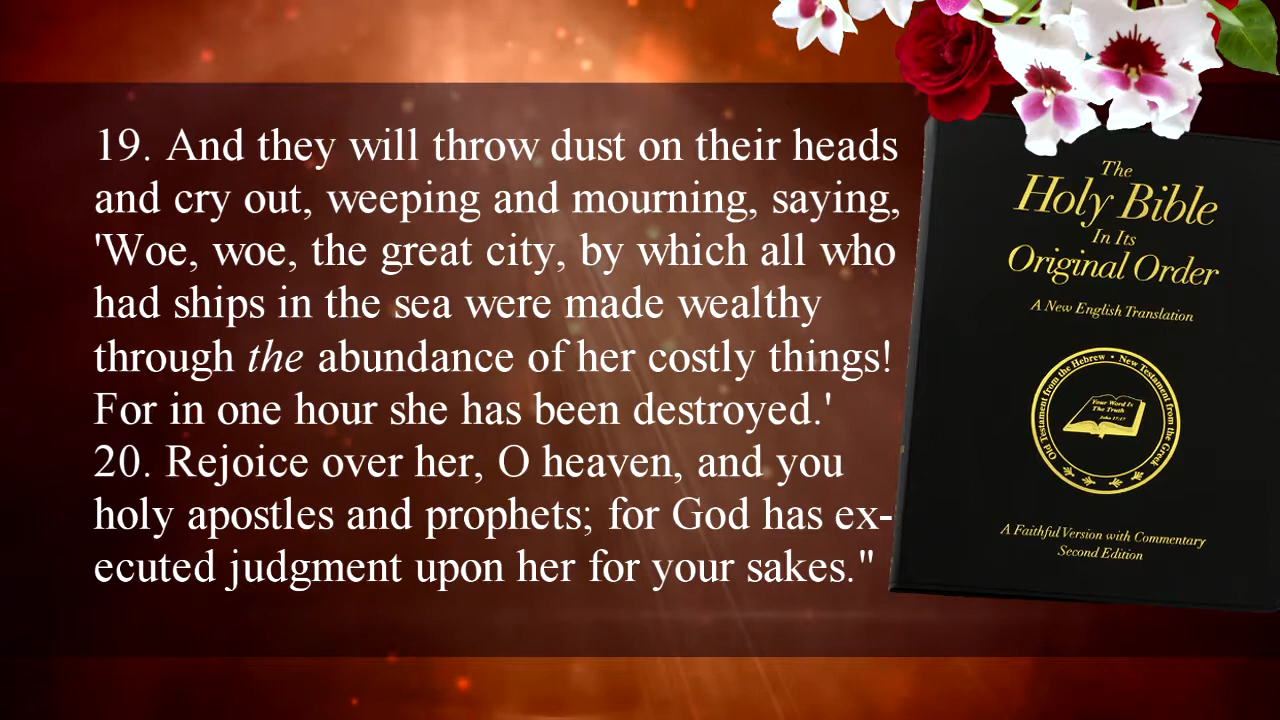 19. And they will throw dust on their heads
and cry out, weeping and mourning, saying,
'Woe, woe, the great city, by which all who
had ships in the sea were made wealthy
through the abundance of her costly things!
For in one hour she has been destroyed.'
20. Rejoice over her, O heaven, and you
holy apostles and prophets; for God has ex-
ecuted judgment upon her for your sakes."
The
Holy Bible
In Its
Original Order
A New English Translation
Old Testament from the Hebrew • New Testament from the Greek
Your Word Is
The Truth
John 17:17
A Faithful Version with Commentary
Second Edition